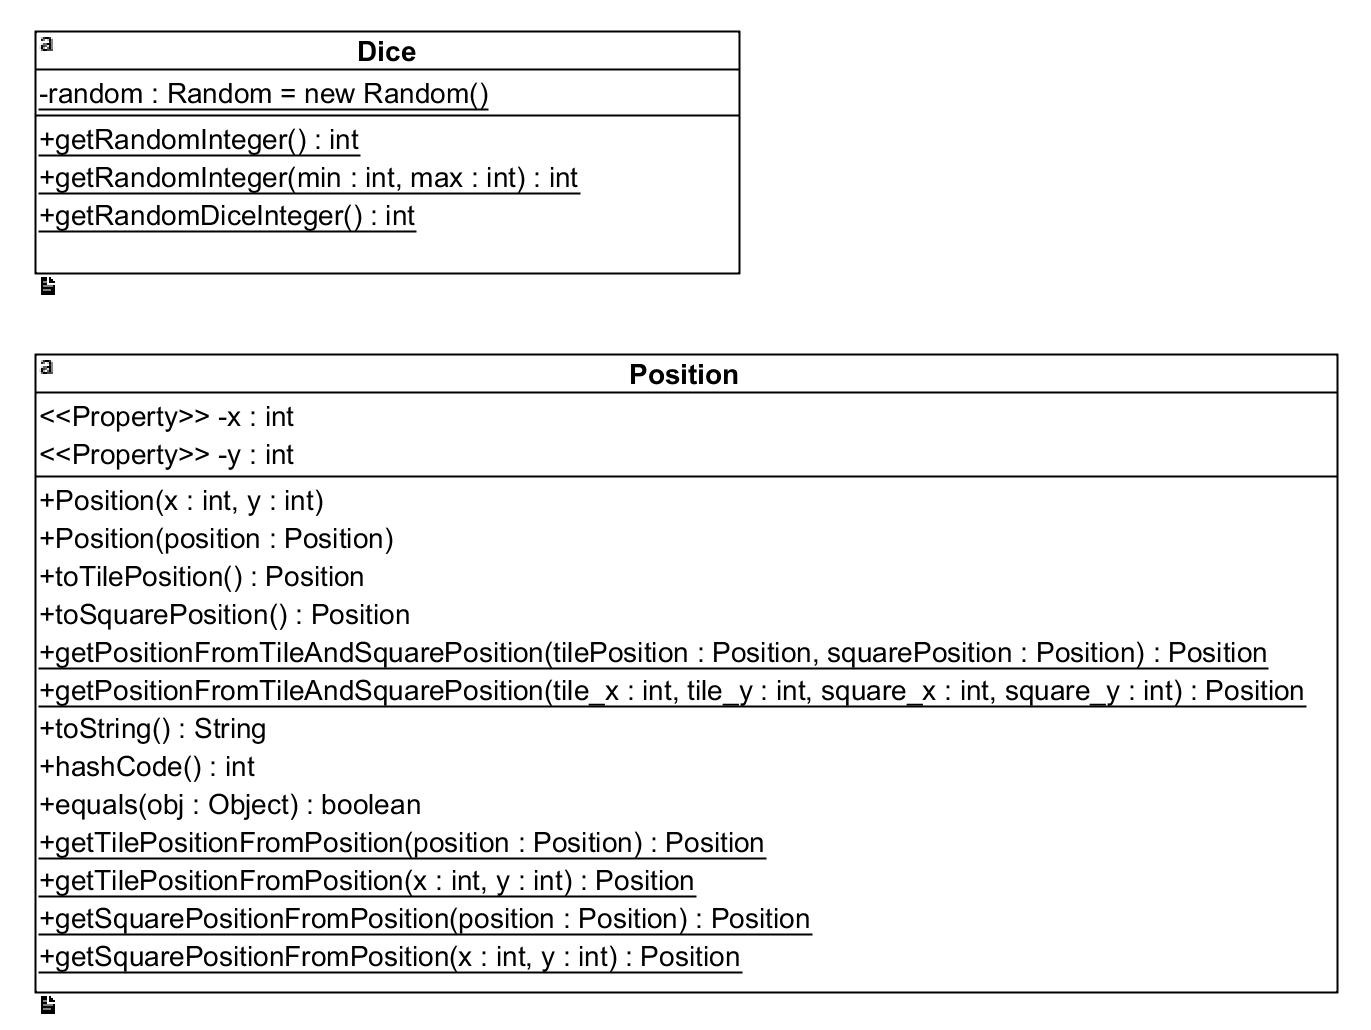 a
Dice
-random : Random = new Random()
+getRandomInteger() : int
+getRandomInteger(min : int, max : int) : int
+getRandomDiceInteger() : int
a
Position
<<Property>> -x : int
<<Property>> -y : int
+Position(x : int, y : int)
+Position(position : Position)
+toTilePosition() : Position
+toSquarePosition() : Position
+getPositionFromTileAndSquarePosition(tilePosition : Position, squarePosition : Position) : Position
+getPositionFromTileAndSquarePosition(tile_x : int, tile_y : int, square_x : int, square_y : int) : Position
+toString() : String
+hashCode() : int
+equals(obj : Object) : boolean
+getTilePositionFromPosition(position : Position) : Position
+getTilePositionFromPosition(x : int, y : int) : Position
+getSquarePositionFromPosition(position : Position) : Position
+getSquarePositionFromPosition(x : int, y : int) : Position